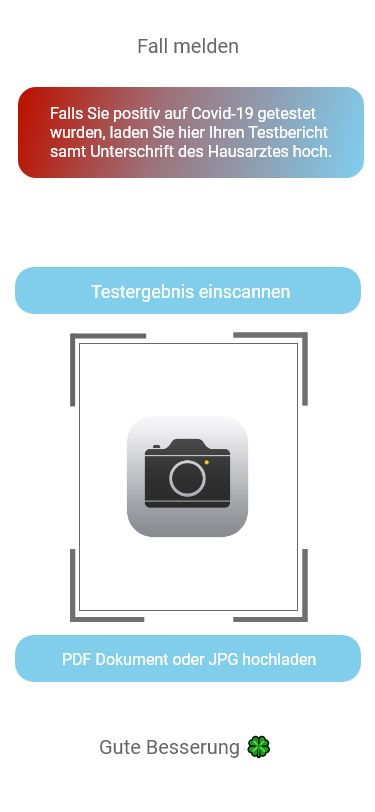 Fall melden
Falls Sie positiv auf Covid-19 getestet
wurden, laden Sie hier Ihren Testbericht
samt Unterschrift des Hausarztes hoch.
Testergebnis einscannen
PDF Dokument oder JPG hochladen
Gute Besserung 🍀